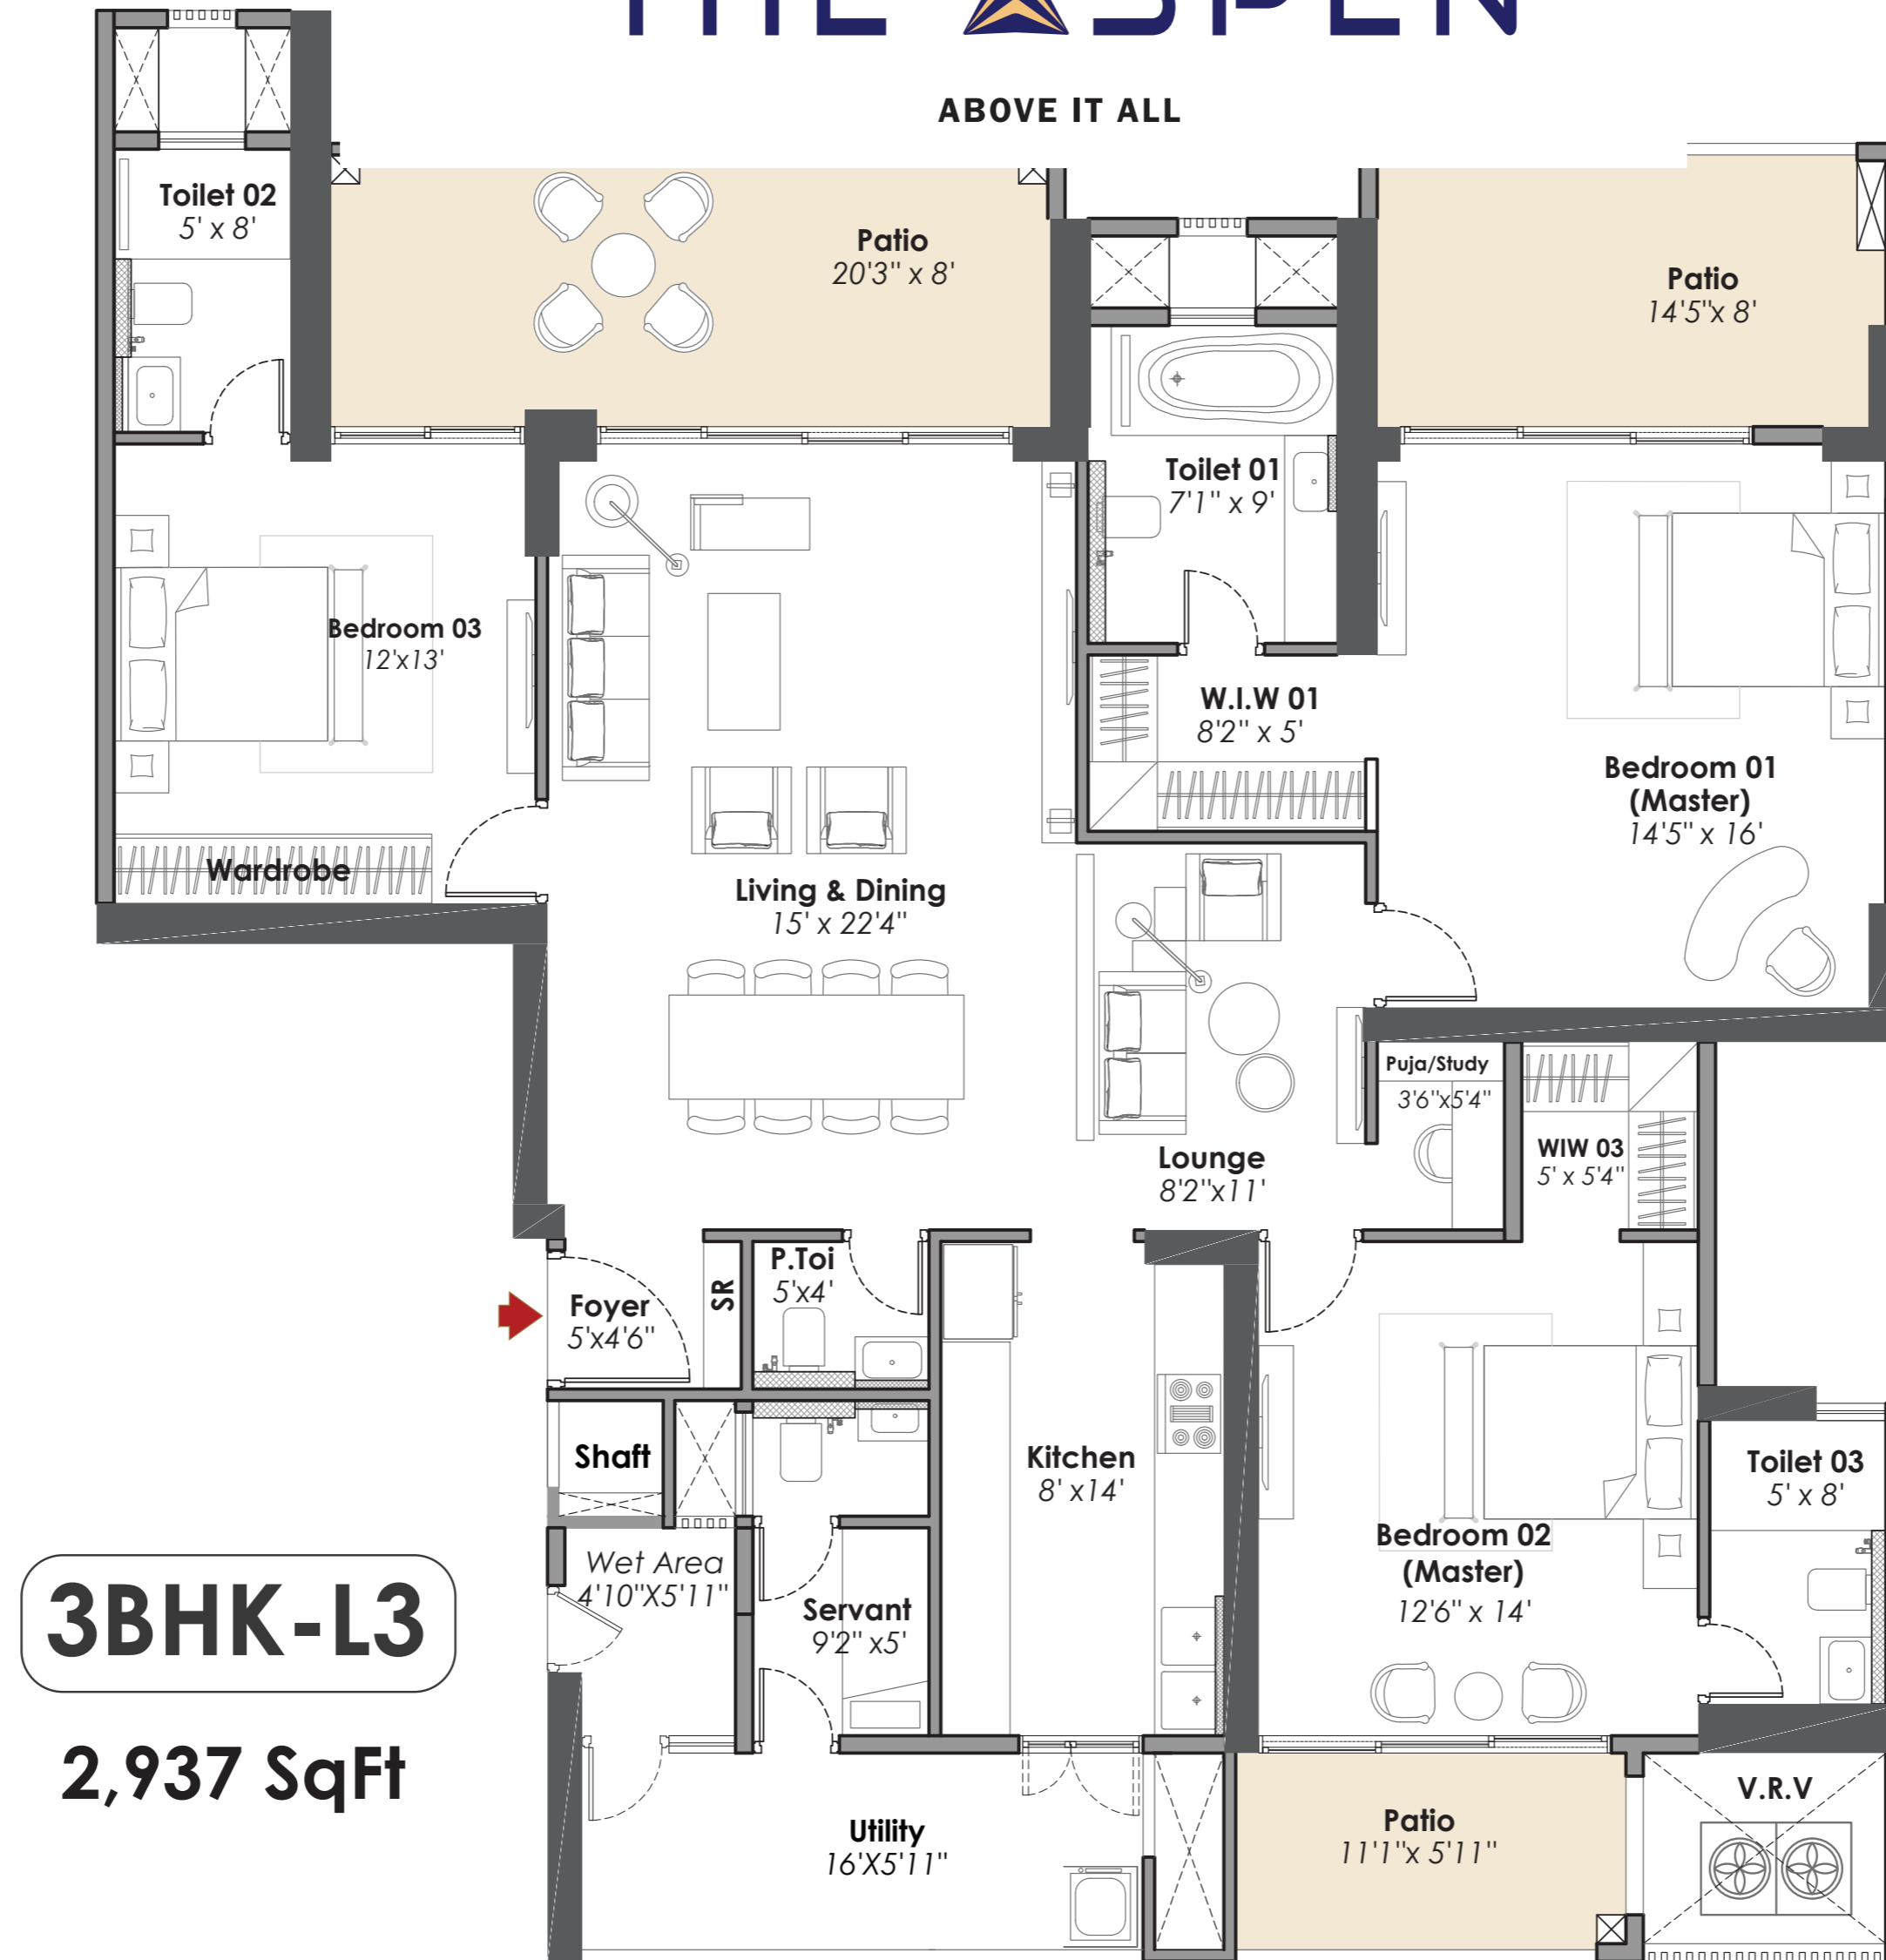 THE ASPEN
ABOVE IT ALL
Toilet 02
5' x 8'
Patio
20'3" x 8'
Patio
14'5"x 8'
Toilet 01
7'1" x 9'
Bedroom 03
12'x13'
W.I.W 01
8'2" x 5'
Bedroom 01
(Master)
14'5" x 16'
Wardrobe
Living & Dining
15' x 22'4"
Puja/Study
3'6"x5'4"
WIW 03
5' x 5'4"
Lounge
8'2"x11'
P.Toi
5'x4'
SR
Foyer
5'x4'6"
Shaft
Kitchen
8' x14'
Toilet 03
5' x 8'
Bedroom 02
(Master)
12'6" x 14'
Wet Area
4'10"X5'11"
Servant
9'2" x5'
3BHK-L3
2,937 SqFt
V.R.V
Utility
16'X5'11"
Patio
11'1"x 5'11"